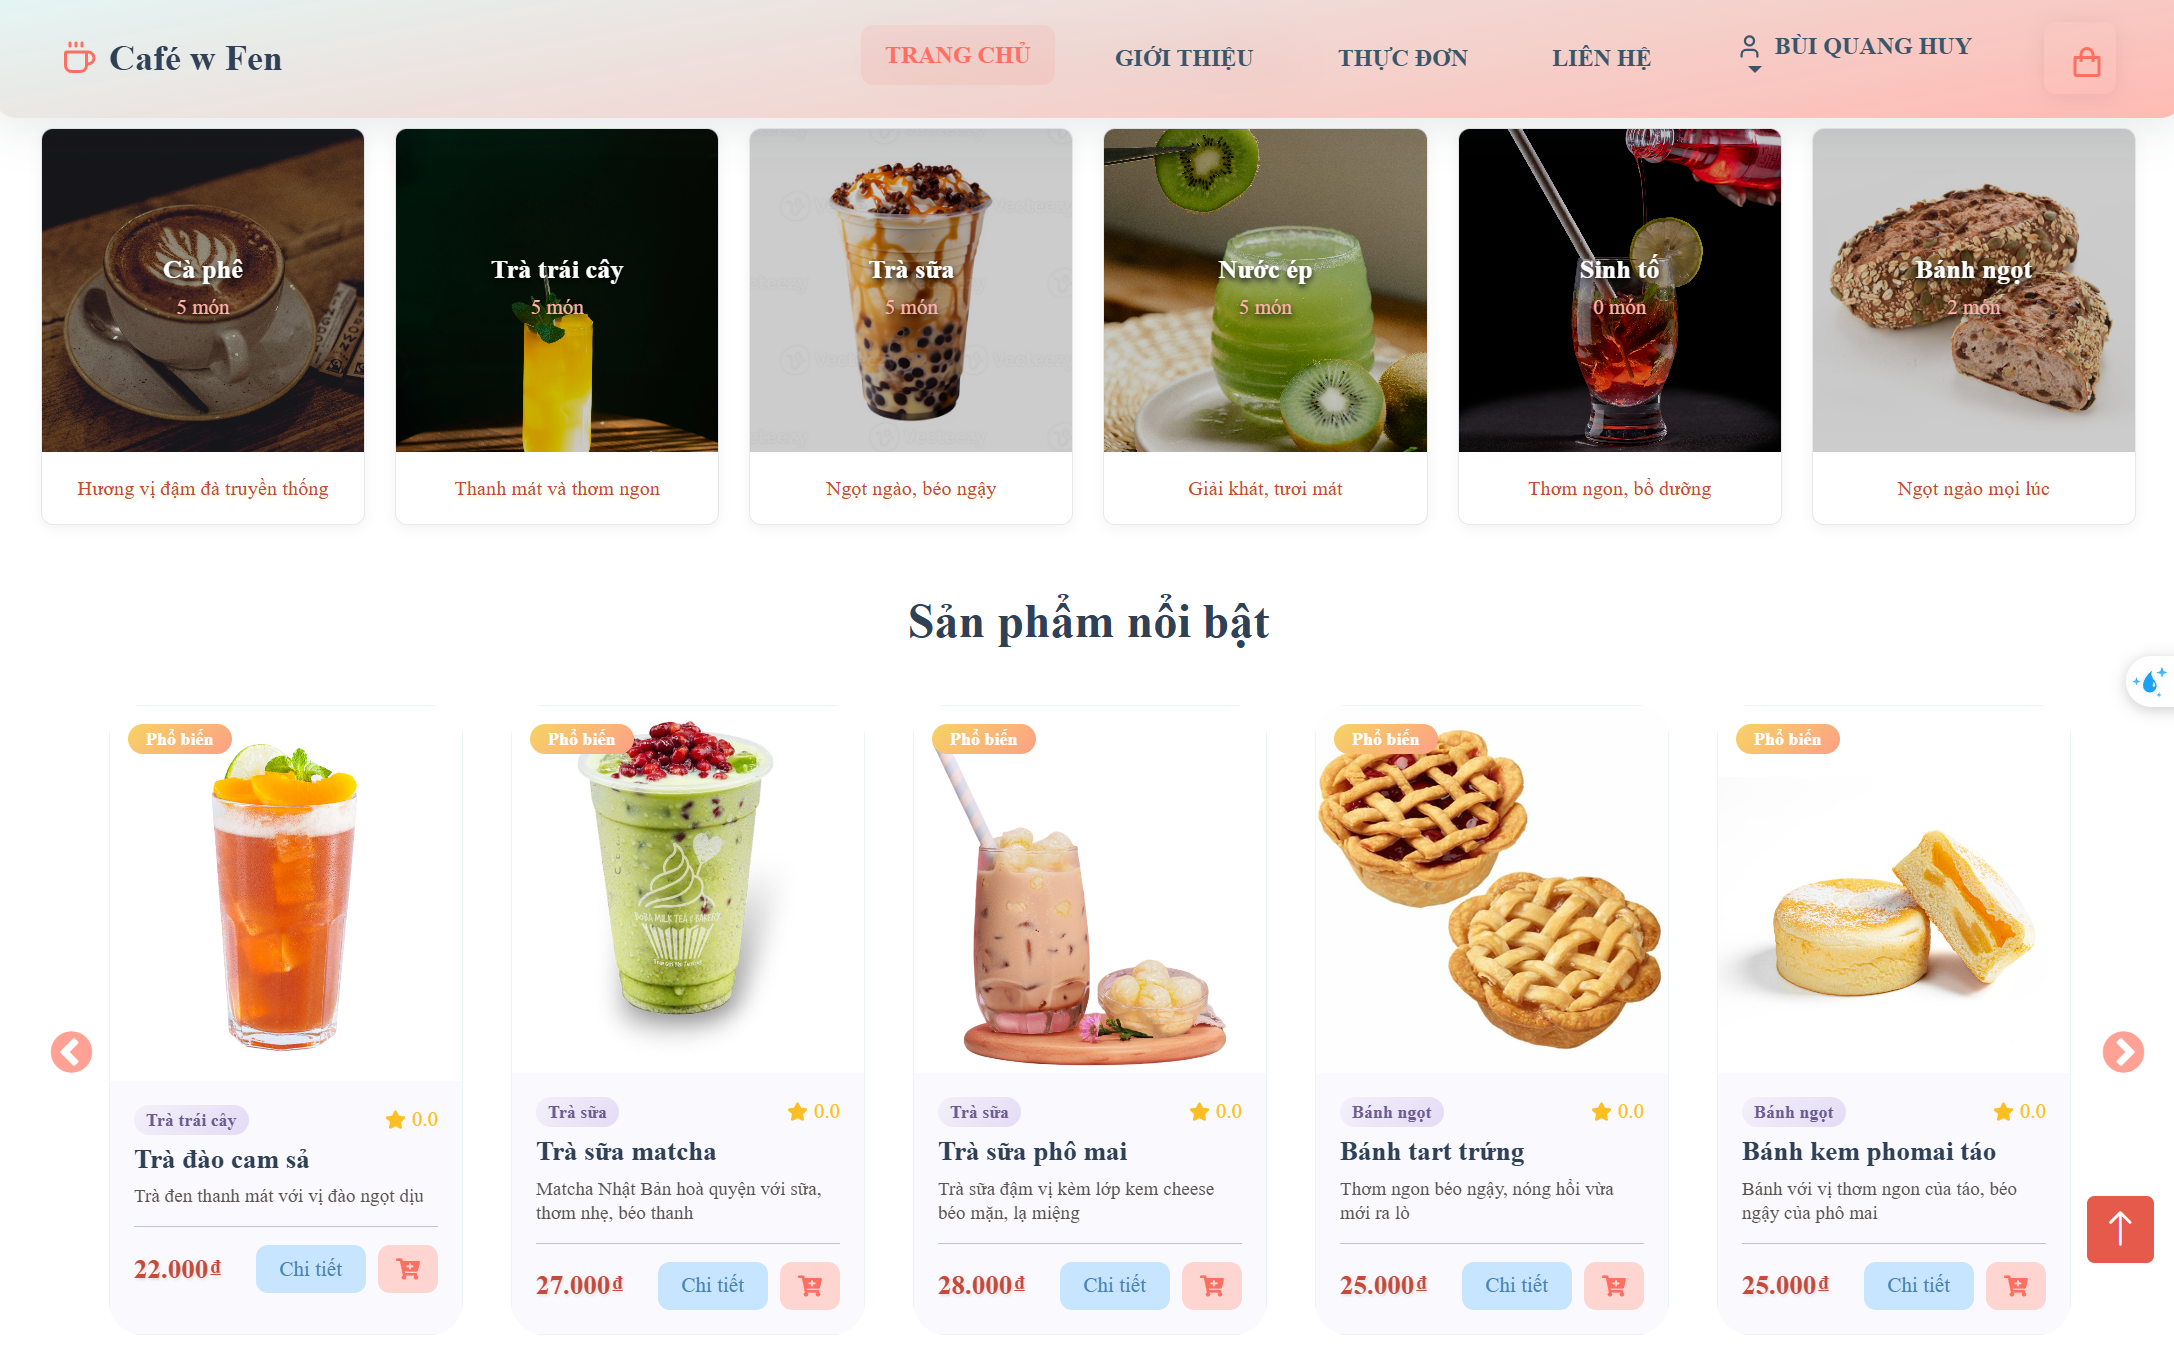 Café w Fen
TRANG CHỦ
GIỚI THIỆU
THỰC ĐƠN
LIÊN HỆ
BÙI QUANG HUY
Cà phê
5 món
Hương vị đậm đà truyền thống
Trà trái cây
5 món
Thanh mát và thơm ngon
Trà sữa
5 món
Ngọt ngào, béo ngậy
Nước ép
5 món
Giải khát, tươi mát
Sinh tố
0 món
Thơm ngon, bổ dưỡng
Bánh ngọt
2 món
Ngọt ngào mọi lúc
Sản phẩm nổi bật
Phổ biến
Trà trái cây
0.0
Trà đào cam sả
Trà đen thanh mát với vị đào ngọt dịu
22.000₫
Chi tiết
Phổ biến
BOBA MILK TEA & BAKERY
Trà sữa
0.0
Trà sữa matcha
Matcha Nhật Bản hoà quyện với sữa,
thơm nhẹ, béo thanh
27.000₫
Chi tiết
Phổ biến
Trà sữa
0.0
Trà sữa phô mai
Trà sữa đậm vị kèm lớp kem cheese
béo mặn, lạ miệng
28.000₫
Chi tiết
Phổ biến
Bánh ngọt
0.0
Bánh tart trứng
Thơm ngon béo ngậy, nóng hổi vừa
mới ra lò
25.000₫
Chi tiết
Phổ biến
Bánh ngọt
0.0
Bánh kem phomai táo
Bánh với vị thơm ngon của táo, béo
ngậy của phô mai
25.000₫
Chi tiết